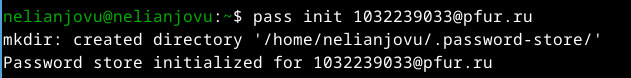 nelianjovu@nelianjovu:~$ pass init 1032239033@pfur.ru
mkdir: created directory '/home/nelianjovu/.password-store/'
Password store initialized for 1032239033@pfur.ru